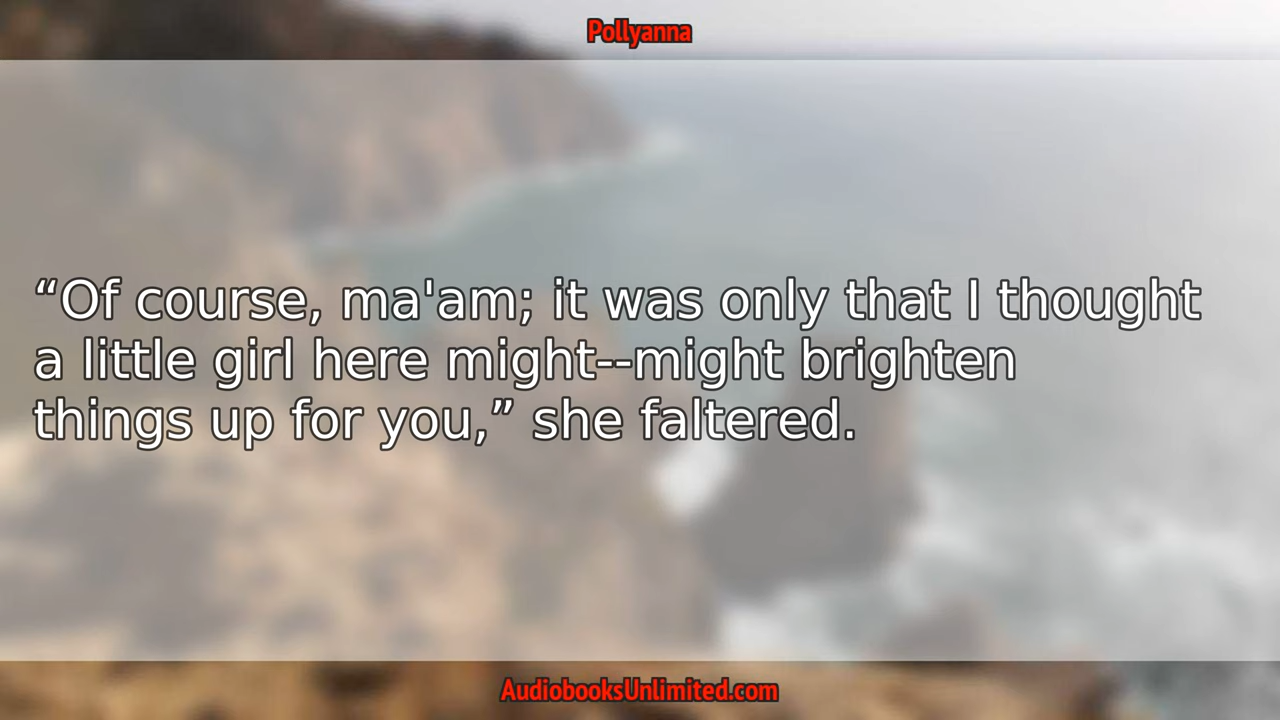 Pollyanna
“Of course, ma'am; it was only that I thought
a little girl here might--might brighten
things up for you,” she faltered.
AudiobooksUnlimited.com